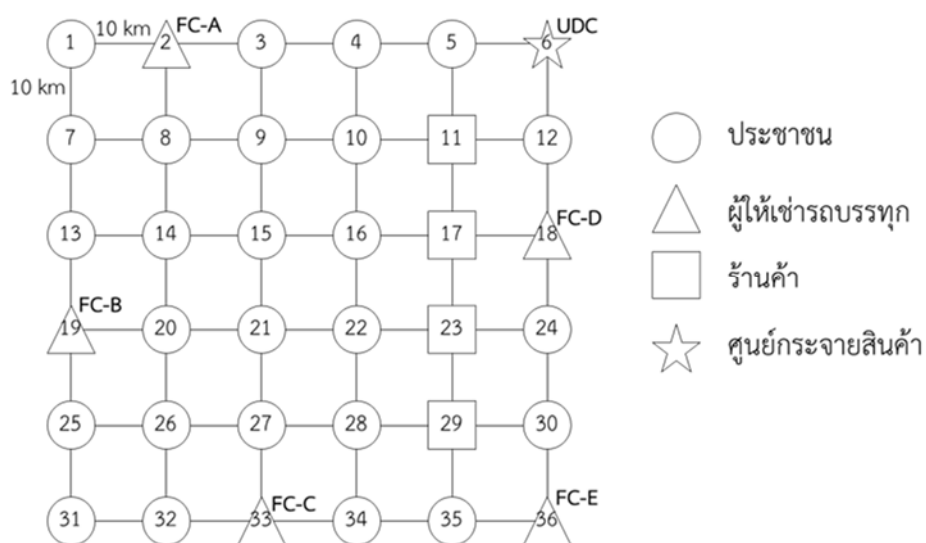 10 km FC-A UDC
1 2 3 4 5 6
10 km
7 8 9 10 11 12
ประชาชน
FC-D
13 14 15 16 17 18
ผู้ให้เช่ารถบรรทุก
ร้านค้า
FC-B
19 20 21 22 23 24
ศูนย์กระจายสินค้า
25 26 27 28 29 30
FC-C FC-E
31 32 33 34 35 36